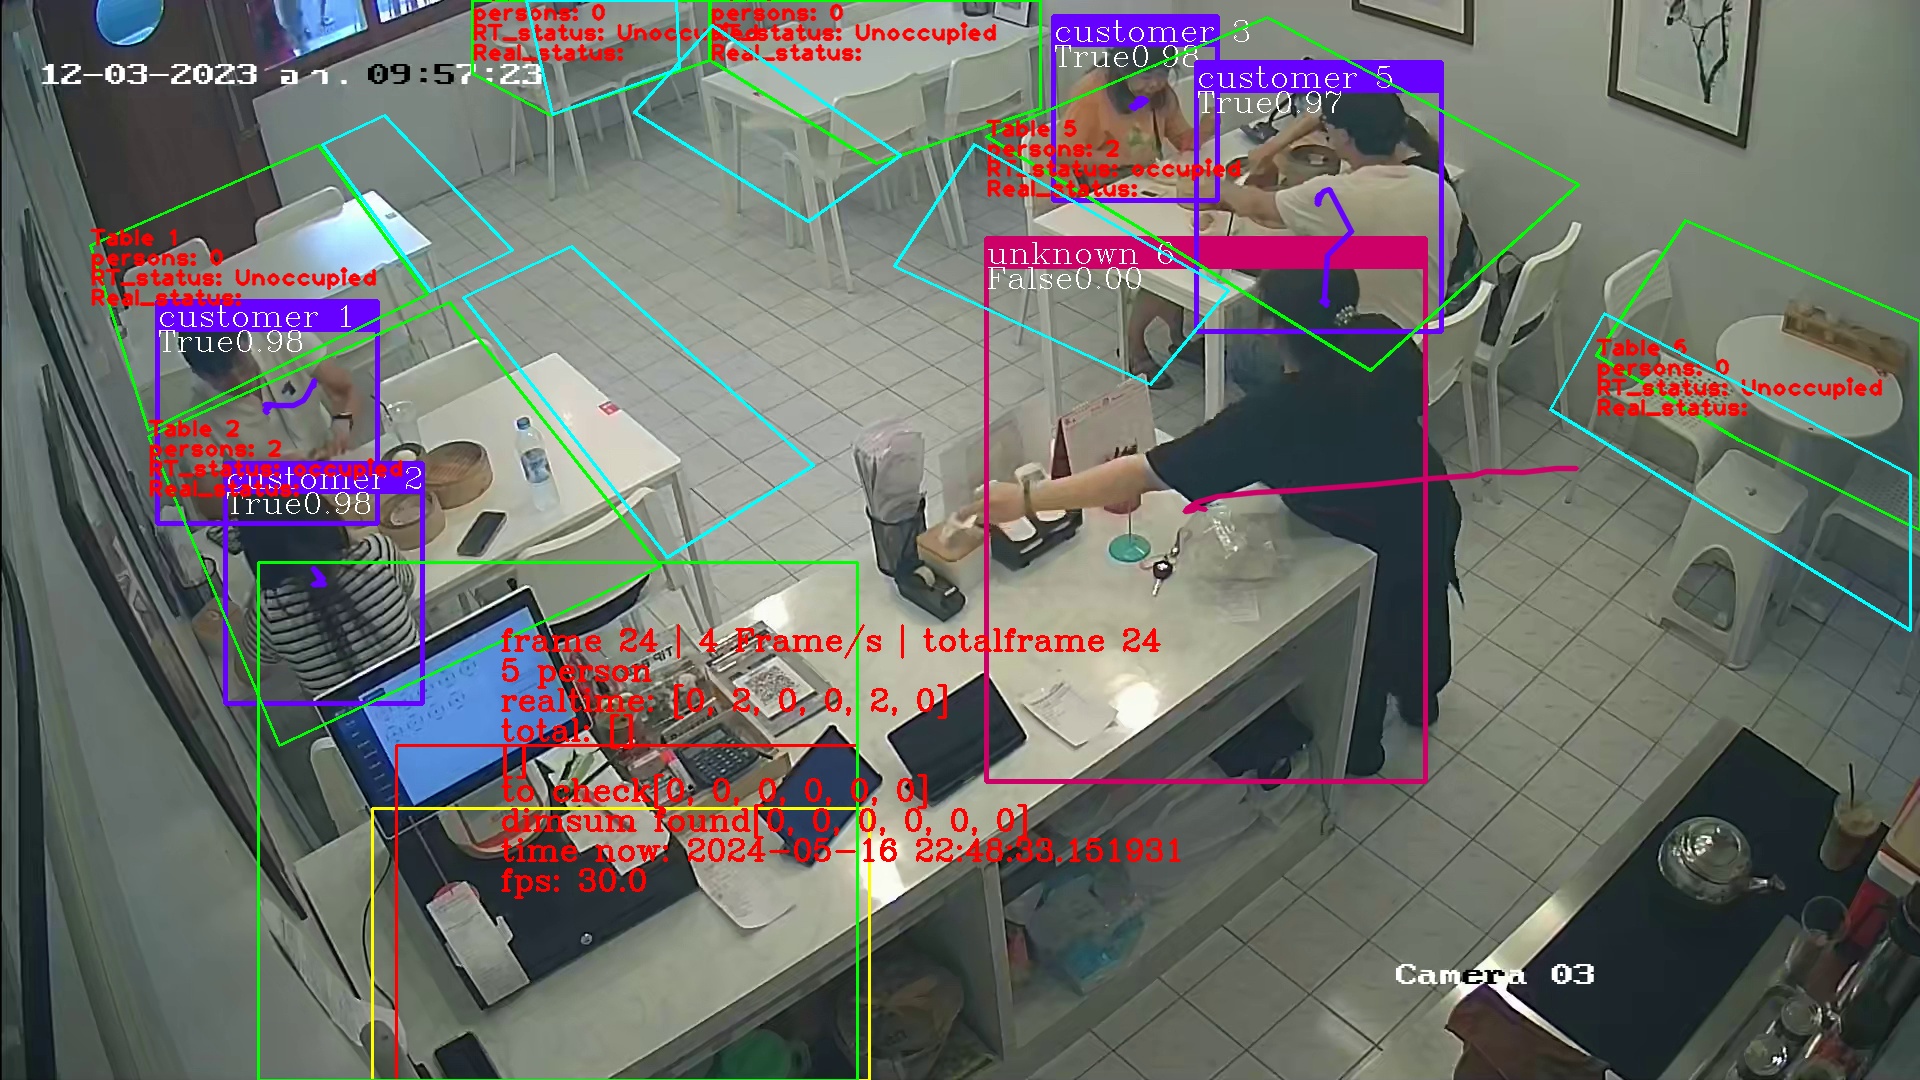 persons: 0
RT_status: Unoccupied
Real_status:
persons: 0
RT_status: Unoccupied
Real_status:
12-03-2023 อา. 09:57:23
customer 3
True0.98
customer 5
True0.97
Table 5
persons: 2
RT_status: occupied
Real_status:
Table 1
persons: 0
RT_status: Unoccupied
Real_status:
unknown 6
False0.00
customer 1
True0.98
Table 6
persons: 0
RT_status: Unoccupied
Real_status:
Table 2
persons: 2
RT_status: occupied
Real_status:
customer 2
True0.98
frame 24 | 4 Frame/s | totalframe 24
5 person
realtime: [0, 2, 0, 0, 2, 0]
total: []
[]
to check[0, 0, 0, 0, 0, 0]
dimsum found[0, 0, 0, 0, 0, 0]
time now: 2024-05-16 22:48:33.151931
fps: 30.0
TIP
Camera 03